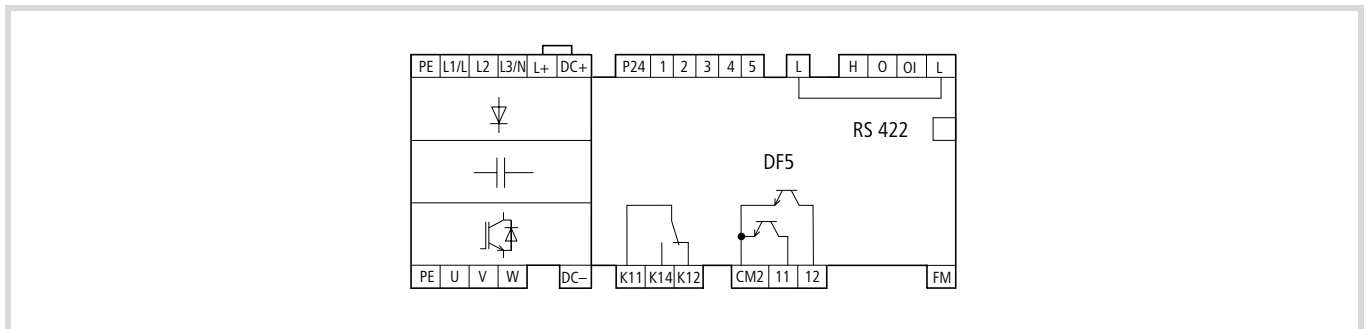 PE L1/L L2 L3/N L+ DC+ P24 1 2 3 4 5 L H O OI L
RS 422
DF5
PE U V W DC– K11 K14 K12 CM2 11 12 FM